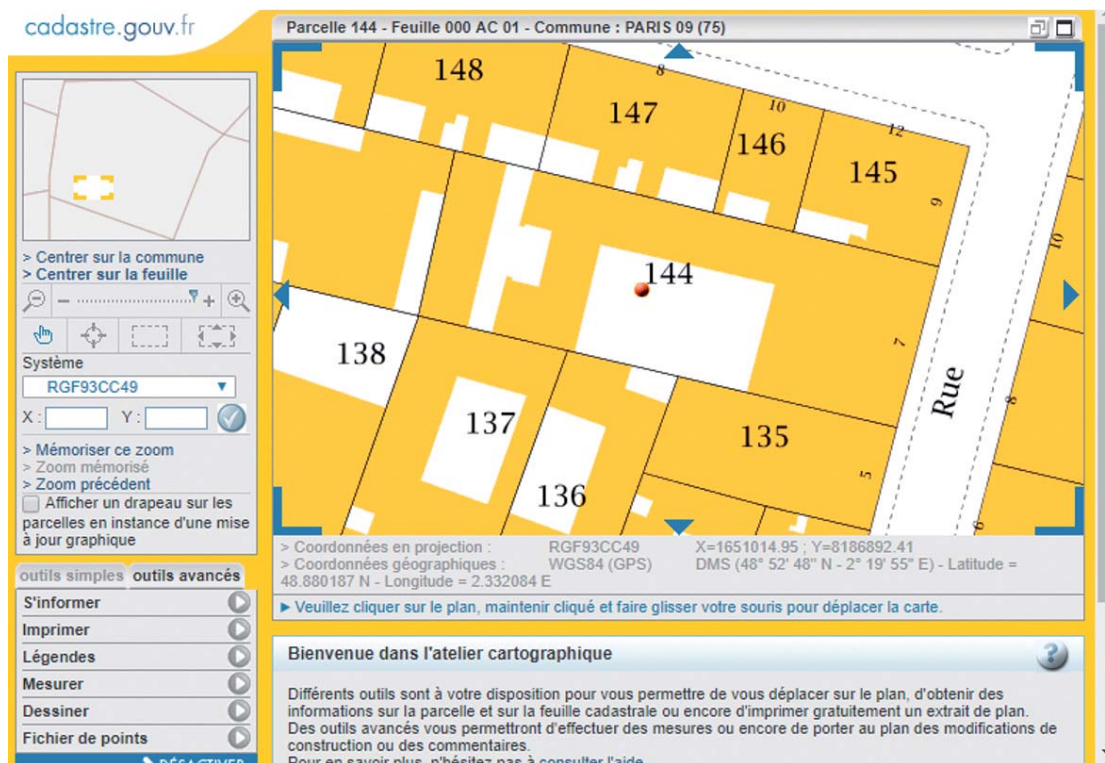 cadastre.gouv.fr
Parcelle 144 - Feuille 000 AC 01 - Commune : PARIS 09 (75)
> Centrer sur la commune
> Centrer sur la feuille
- +
Système
RGF93CC49
X : Y :
> Mémoriser ce zoom
> Zoom mémorisé
> Zoom précédent
Afficher un drapeau sur les
parcelles en instance d'une mise
à jour graphique
outils simples outils avancés
S'informer
Imprimer
Légendes
Mesurer
Dessiner
Fichier de points
DÉSACTIVER
148
8
147
10
146
12
145
9
10
144
138
7
Rue
8
137
135
136
5
6
> Coordonnées en projection : RGF93CC49 X=1651014.95 ; Y=8186892.41
> Coordonnées géographiques : WGS84 (GPS) DMS (48° 52' 48" N - 2° 19' 55" E) - Latitude =
48.880187 N - Longitude = 2.332084 E
Veuillez cliquer sur le plan, maintenir cliqué et faire glisser votre souris pour déplacer la carte.
Bienvenue dans l'atelier cartographique
?
Différents outils sont à votre disposition pour vous permettre de vous déplacer sur le plan, d'obtenir des
informations sur la parcelle et sur la feuille cadastrale ou encore d'imprimer gratuitement un extrait de plan.
Des outils avancés vous permettront d'effectuer des mesures ou encore de porter au plan des modifications de
construction ou des commentaires.
Pour en savoir plus, n'hésitez pas à consulter l'aide